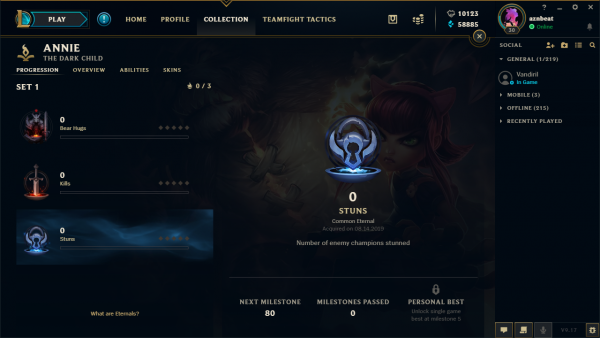 PLAY
HOME
PROFILE
COLLECTION
TEAMFIGHT TACTICS
10123
58885
30
aznbeat
Online
ANNIE
THE DARK CHILD
PROGRESSION
OVERVIEW
ABILITIES
SKINS
SET 1
0 / 3
0
Bear Hugs
0
Kills
0
Stuns
What are Eternals?
0
STUNS
Common Eternal
Acquired on 08.14.2019
Number of enemy champions stunned
NEXT MILESTONE
80
MILESTONES PASSED
0
PERSONAL BEST
Unlock single game
best at milestone 5
SOCIAL
GENERAL (1/219)
Vandiril
In Game
MOBILE (3)
OFFLINE (215)
RECENTLY PLAYED